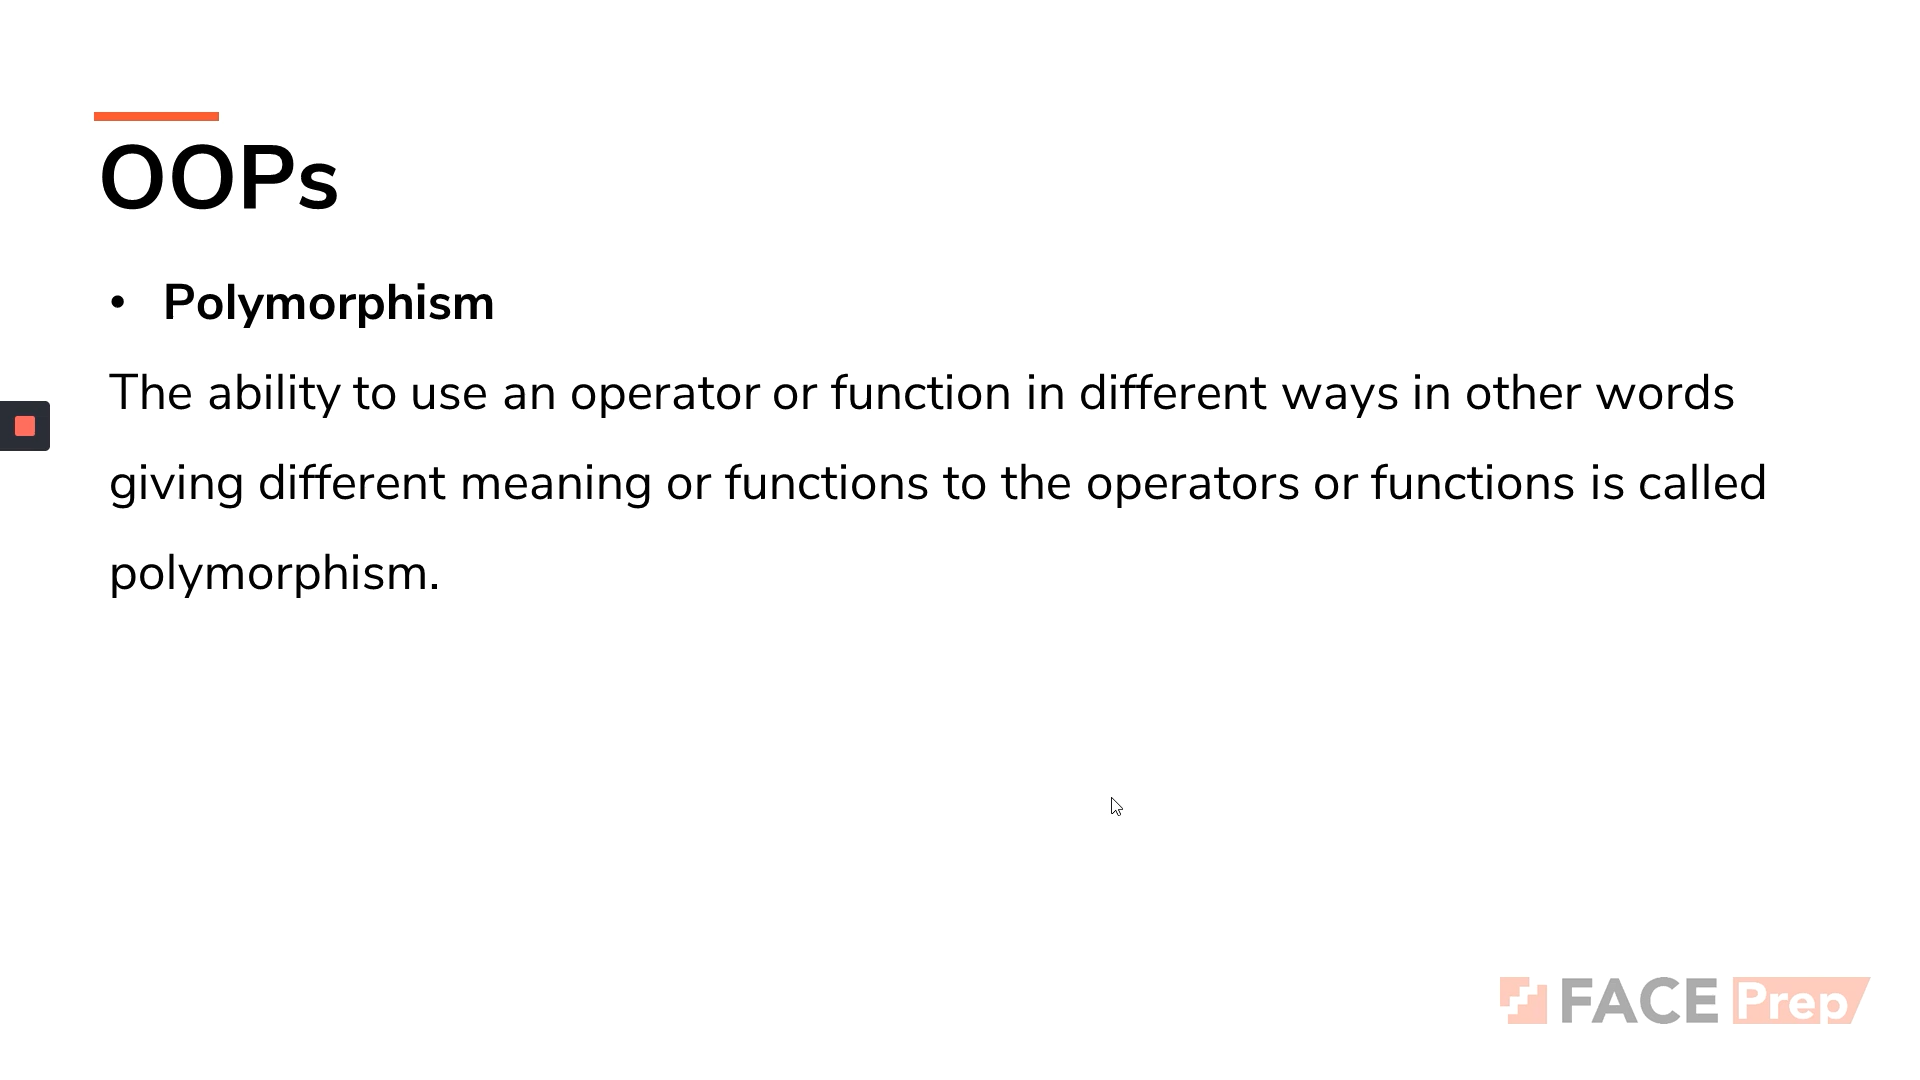 OOPs
• Polymorphism
The ability to use an operator or function in different ways in other words
giving different meaning or functions to the operators or functions is called
polymorphism.
FACE Prep